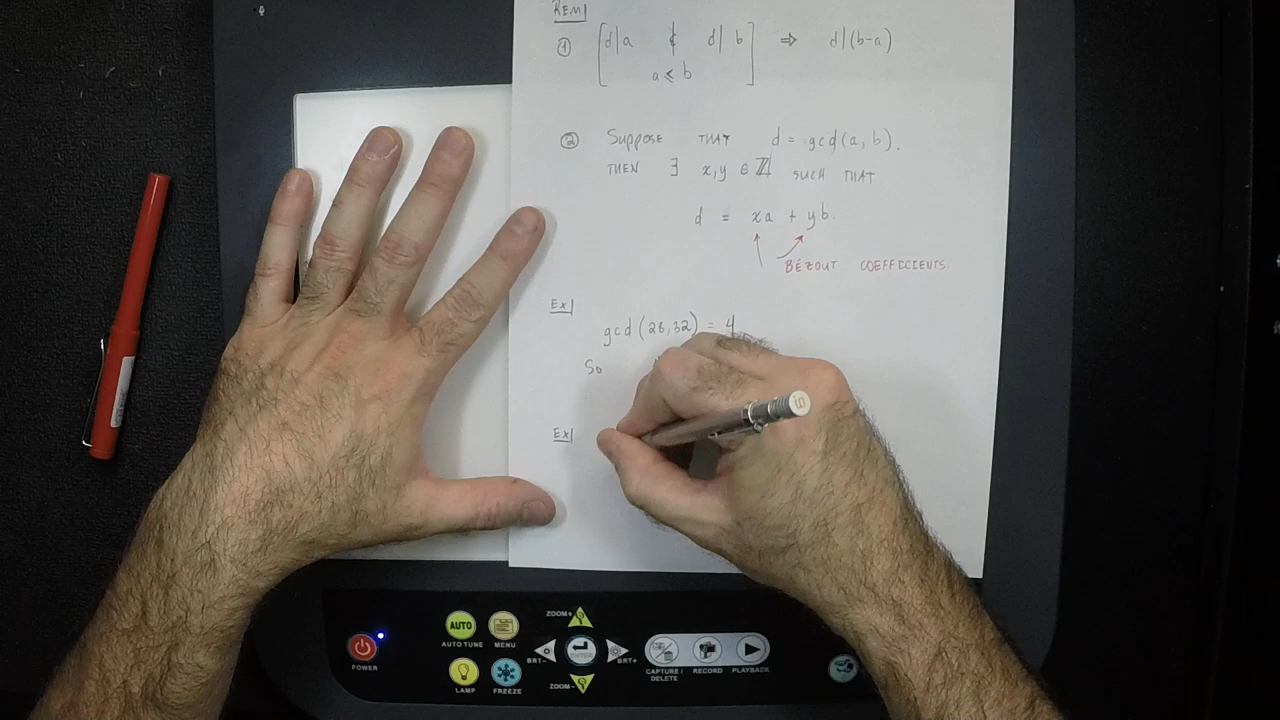 REM
① [ d|a & d|b ⇒ d|(b-a)
a ≤ b ]
② SUPPOSE THAT d = gcd(a, b).
THEN ∃ x,y ∈ ℤ SUCH THAT
d = xa + yb.
BÉZOUT COEFFICIENTS.
Ex
gcd(28,32) = 4
So
Ex
POWER
AUTO
AUTO TUNE
MENU
LAMP
FREEZE
ZOOM+
BRT-
BRT+
ZOOM-
CAPTURE / DELETE
RECORD
PLAYBACK